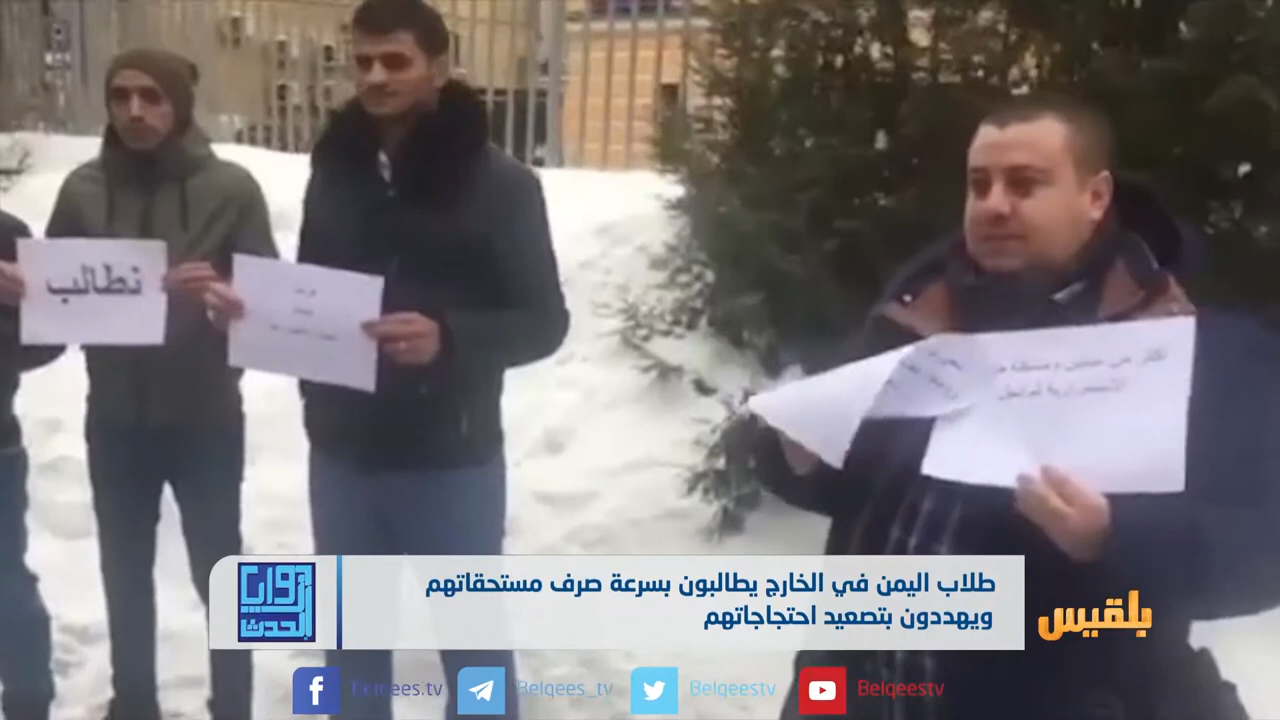 نطالب
طلاب اليمن في الخارج يطالبون بسرعة صرف مستحقاتهم
ويهددون بتصعيد احتجاجاتهم
الحدث
بلقيس
Belqees.tv
Belqees_tv
Belqeestv
Belqeestv